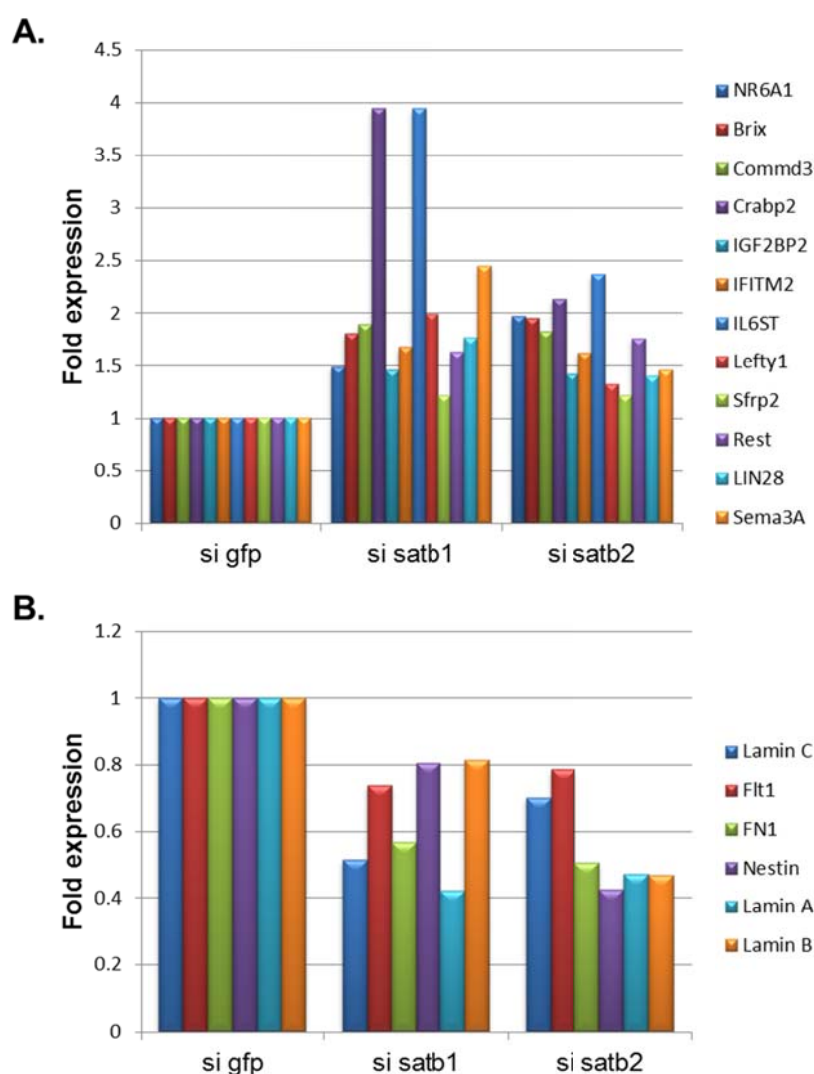 A.
4.5
4
3.5
3
2.5
2
1.5
1
0.5
0
Fold expression
si gfp
si satb1
si satb2
NR6A1
Brix
Commd3
Crabp2
IGF2BP2
IFITM2
IL6ST
Lefty1
Sfrp2
Rest
LIN28
Sema3A
B.
1.2
1
0.8
0.6
0.4
0.2
0
Fold expression
si gfp
si satb1
si satb2
Lamin C
Flt1
FN1
Nestin
Lamin A
Lamin B